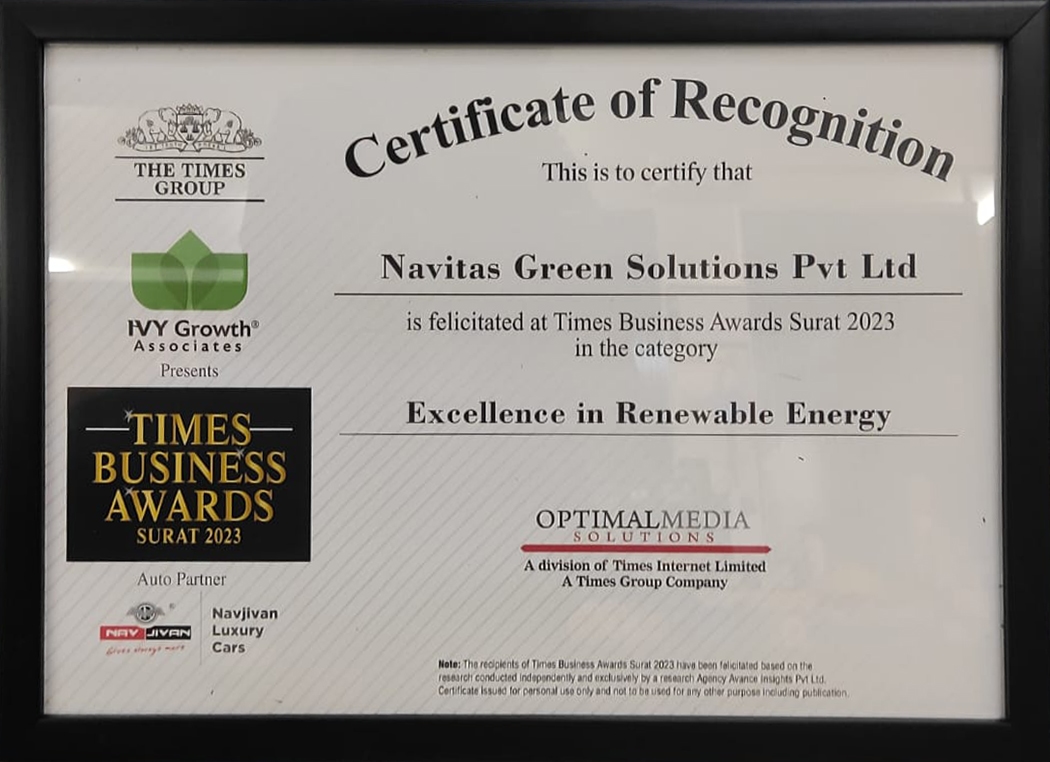 THE TIMES
GROUP
IVY Growth®
Associates
Presents
TIMES
BUSINESS
AWARDS
SURAT 2023
Auto Partner
NAV JIVAN
Gives always more
Navjivan
Luxury
Cars
Certificate of Recognition
This is to certify that
Navitas Green Solutions Pvt Ltd
is felicitated at Times Business Awards Surat 2023
in the category
Excellence in Renewable Energy
OPTIMALMEDIA
SOLUTIONS
A division of Times Internet Limited
A Times Group Company
Note: The recipients of Times Business Awards Surat 2023 have been felicitated based on the
research conducted independently and exclusively by a research Agency Avance Insights Pvt Ltd.
Certificate issued for personal use only and not to be used for any other purpose including publication.